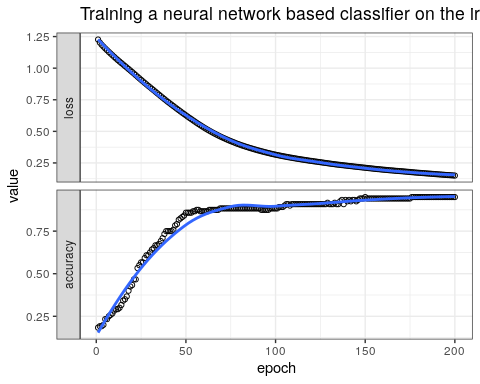 Training a neural network based classifier on the ir
1.25
1.00
0.75
0.50
0.25
loss
value
0.75
0.50
0.25
accuracy
0
50
100
150
200
epoch